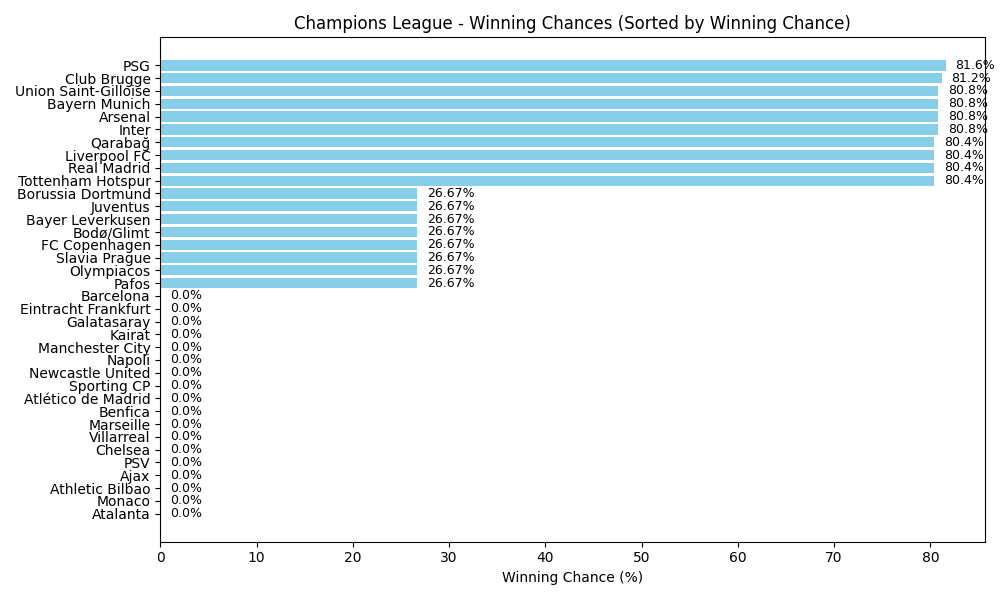 Champions League - Winning Chances (Sorted by Winning Chance)
PSG 81.6%
Club Brugge 81.2%
Union Saint-Gilloise 80.8%
Bayern Munich 80.8%
Arsenal 80.8%
Inter 80.8%
Qarabağ 80.4%
Liverpool FC 80.4%
Real Madrid 80.4%
Tottenham Hotspur 80.4%
Borussia Dortmund 26.67%
Juventus 26.67%
Bayer Leverkusen 26.67%
Bodø/Glimt 26.67%
FC Copenhagen 26.67%
Slavia Prague 26.67%
Olympiacos 26.67%
Pafos 26.67%
Barcelona 0.0%
Eintracht Frankfurt 0.0%
Galatasaray 0.0%
Kairat 0.0%
Manchester City 0.0%
Napoli 0.0%
Newcastle United 0.0%
Sporting CP 0.0%
Atlético de Madrid 0.0%
Benfica 0.0%
Marseille 0.0%
Villarreal 0.0%
Chelsea 0.0%
PSV 0.0%
Ajax 0.0%
Athletic Bilbao 0.0%
Monaco 0.0%
Atalanta 0.0%
0 10 20 30 40 50 60 70 80
Winning Chance (%)